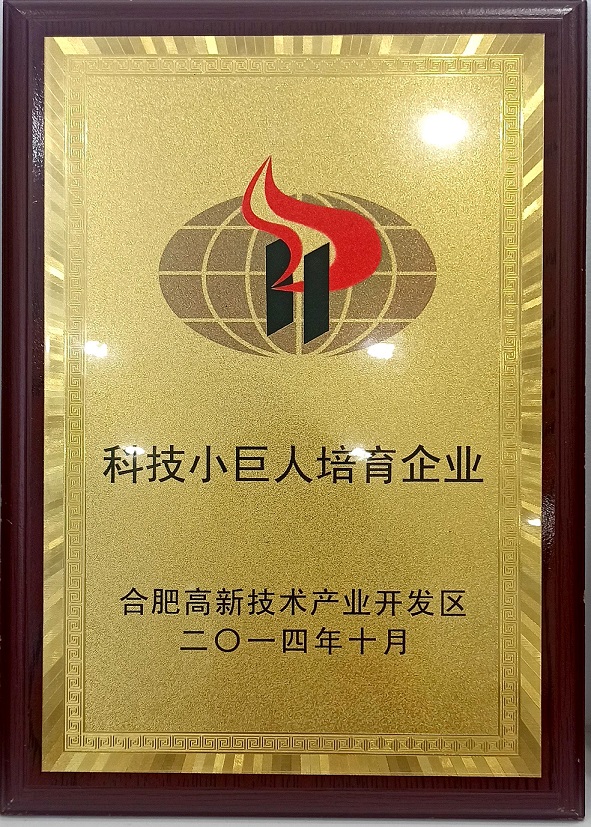 科技小巨人培育企业
合肥高新技术产业开发区
二〇一四年十月